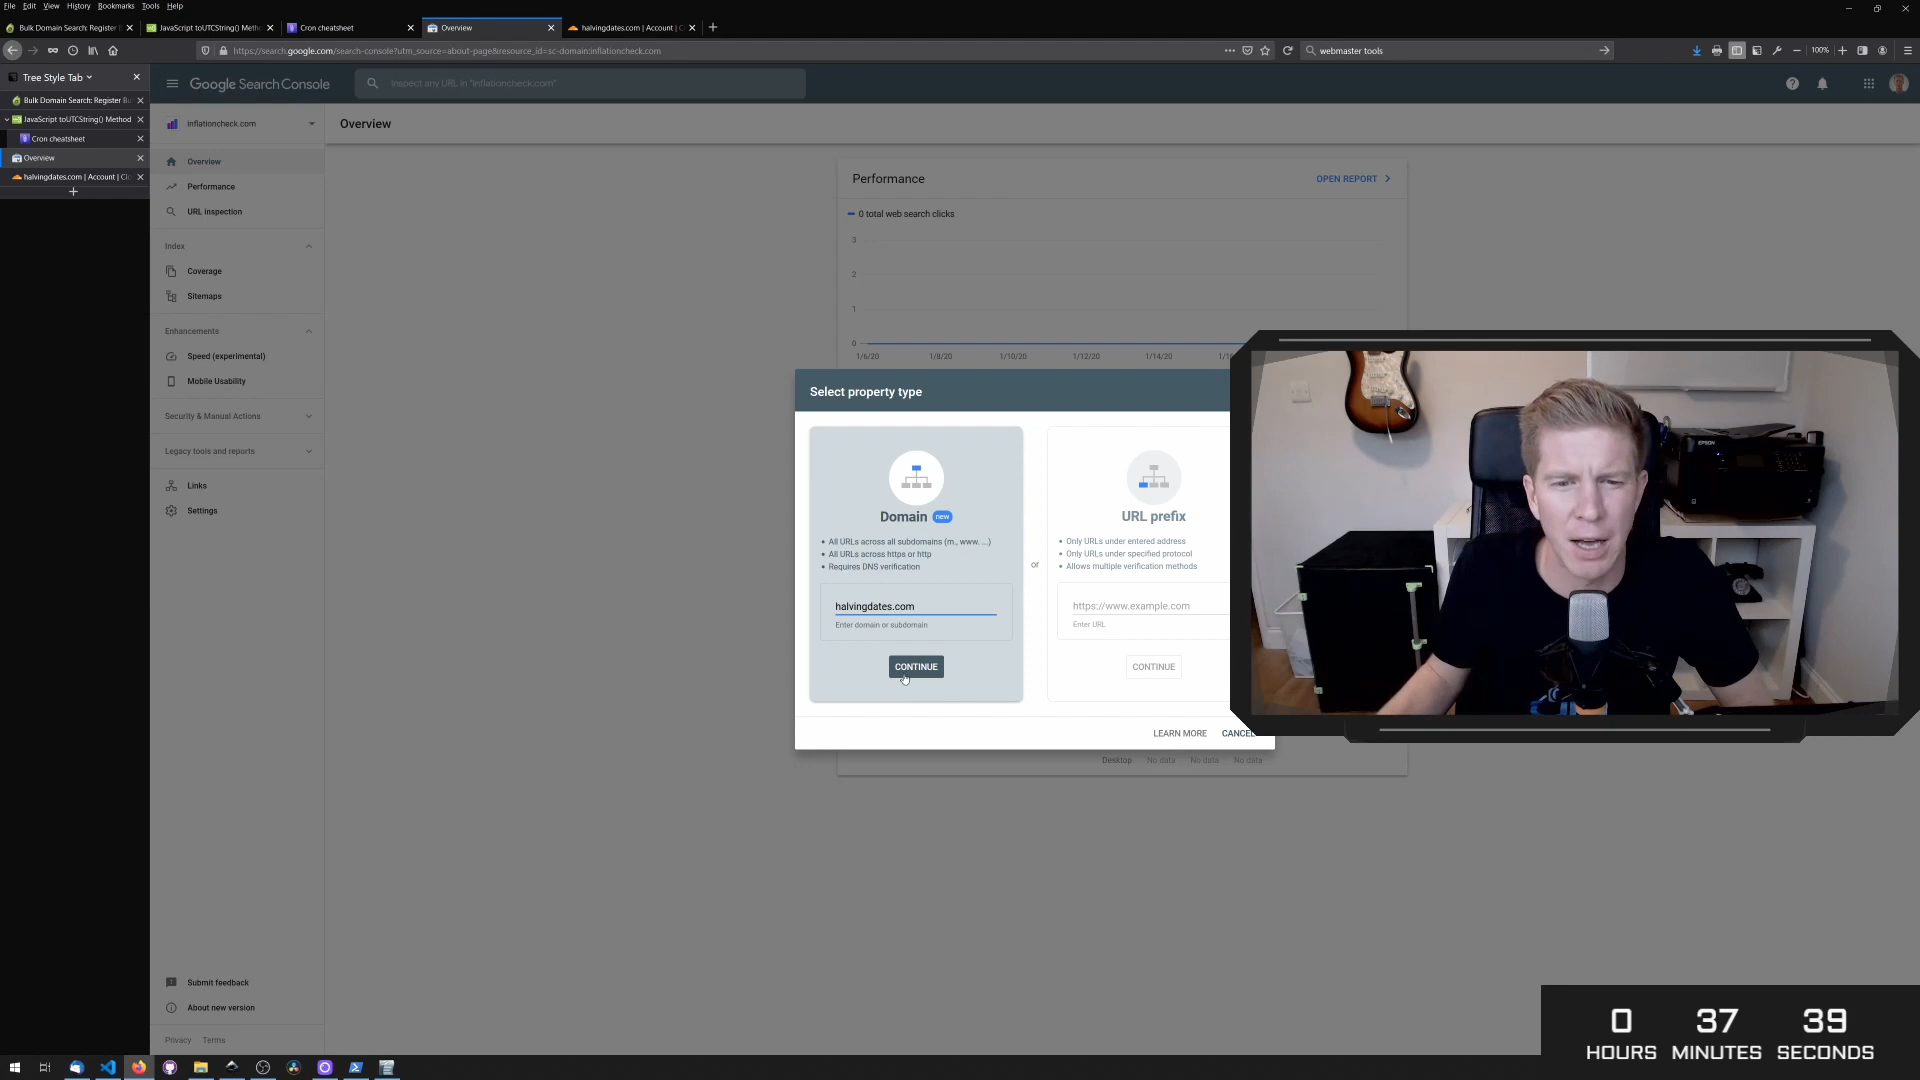 File Edit View History Bookmarks Tools Help
Bulk Domain Search: Register
JavaScript toUTCString() Metho
Cron cheatsheet
Overview
halvingdates.com | Account | Cl
https://search.google.com/search-console?utm_source=about-page&resource_id=sc-domain:inflationcheck.com
webmaster tools
100%
Tree Style Tab
Bulk Domain Search: Register Bu
JavaScript toUTCString() Method
Cron cheatsheet
Overview
halvingdates.com | Account | Clo
Google Search Console
Inspect any URL in "inflationcheck.com"
inflationcheck.com
Overview
Overview
Performance
URL inspection
Index
Coverage
Sitemaps
Enhancements
Speed (experimental)
Mobile Usability
Security & Manual Actions
Legacy tools and reports
Links
Settings
Submit feedback
About new version
Privacy Terms
Performance
OPEN REPORT
0 total web search clicks
3
2
1
0
1/6/20 1/8/20 1/10/20 1/12/20 1/14/20
Select property type
Domain new
All URLs across all subdomains (m., www. ...)
All URLs across https or http
Requires DNS verification
halvingdates.com
Enter domain or subdomain
CONTINUE
or
URL prefix
Only URLs under entered address
Only URLs under specified protocol
Allows multiple verification methods
https://www.example.com
Enter URL
CONTINUE
LEARN MORE CANCEL
Desktop No data No data No data
EPSON
0 37 39
HOURS MINUTES SECONDS